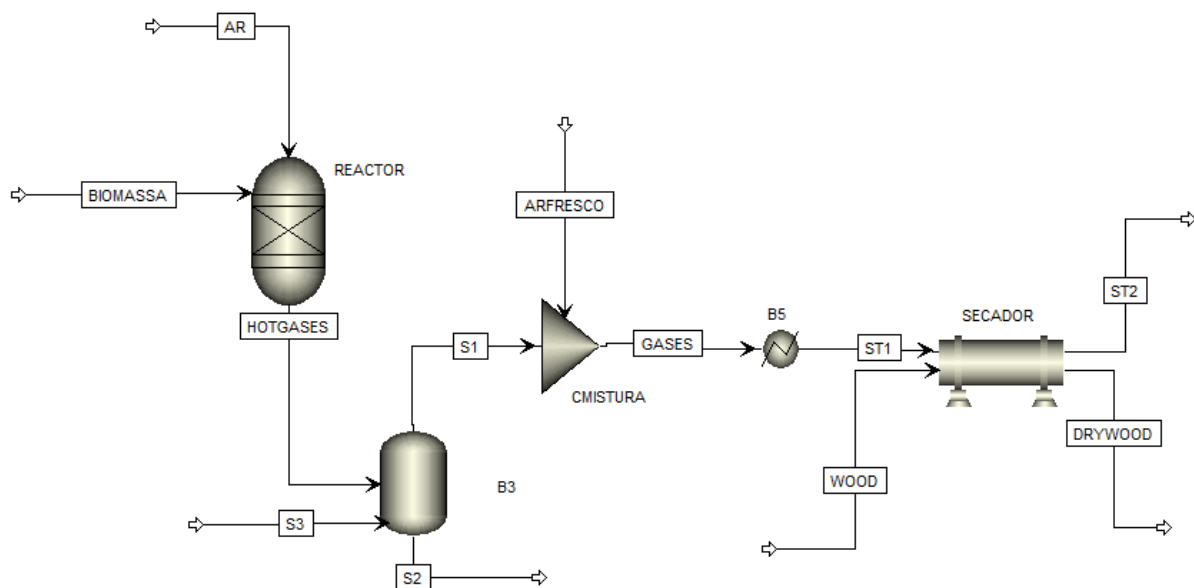 AR
REACTOR
BIOMASSA
ARFRESCO
ST2
B5
SECADOR
HOTGASES
S1
GASES
ST1
CMISTURA
DRYWOOD
WOOD
B3
S3
S2